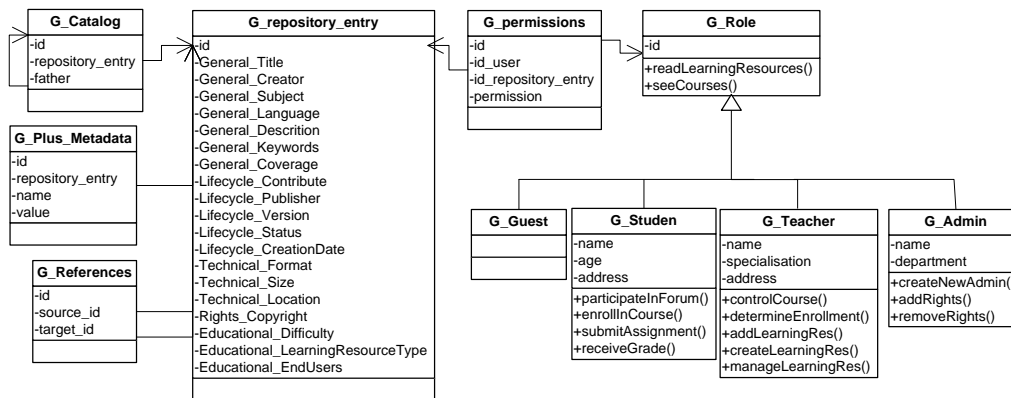 G_Catalog
-id
-repository_entry
-father
G_Plus_Metadata
-id
-repository_entry
-name
-value
G_References
-id
-source_id
-target_id
G_repository_entry
-id
-General_Title
-General_Creator
-General_Subject
-General_Language
-General_Descrition
-General_Keywords
-General_Coverage
-Lifecycle_Contribute
-Lifecycle_Publisher
-Lifecycle_Version
-Lifecycle_Status
-Lifecycle_CreationDate
-Technical_Format
-Technical_Size
-Technical_Location
-Rights_Copyright
-Educational_Difficulty
-Educational_LearningResourceType
-Educational_EndUsers
G_permissions
-id
-id_user
-id_repository_entry
-permission
G_Role
-id
+readLearningResources()
+seeCourses()
G_Guest
G_Studen
-name
-age
-address
+participateInForum()
+enrollInCourse()
+submitAssignment()
+receiveGrade()
G_Teacher
-name
-specialisation
-address
+controlCourse()
+determineEnrollment()
+addLearningRes()
+createLearningRes()
+manageLearningRes()
G_Admin
-name
-department
+createNewAdmin()
+addRights()
+removeRights()